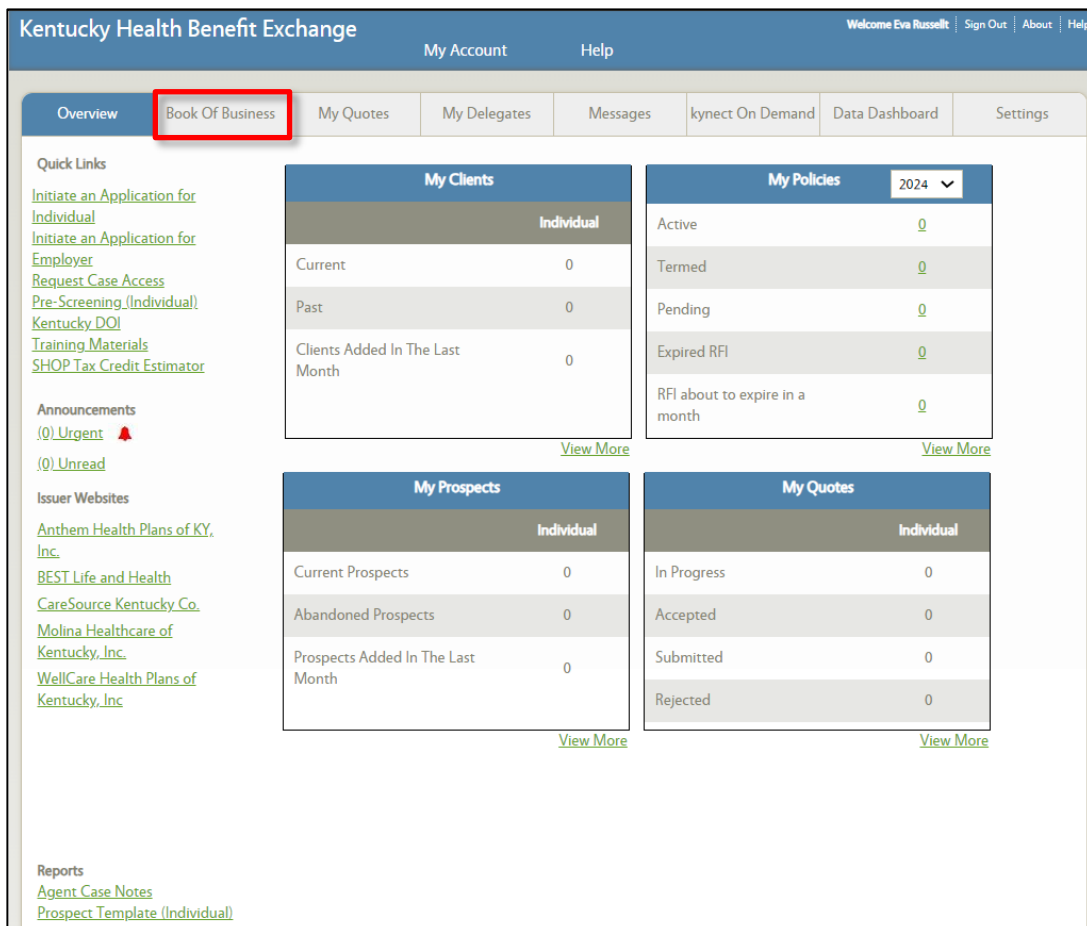 Kentucky Health Benefit Exchange
Welcome Eva Russellt
Sign Out
About
Help
My Account
Help
Overview
Book Of Business
My Quotes
My Delegates
Messages
kynect On Demand
Data Dashboard
Settings
Quick Links
Initiate an Application for
Individual
Initiate an Application for
Employer
Request Case Access
Pre-Screening (Individual)
Kentucky DOI
Training Materials
SHOP Tax Credit Estimator
Announcements
(0) Urgent
(0) Unread
Issuer Websites
Anthem Health Plans of KY,
Inc.
BEST Life and Health
CareSource Kentucky Co.
Molina Healthcare of
Kentucky, Inc.
WellCare Health Plans of
Kentucky, Inc
Reports
Agent Case Notes
Prospect Template (Individual)
My Clients
Individual
Current 0
Past 0
Clients Added In The Last
Month 0
View More
My Policies 2024
Active 0
Termed 0
Pending 0
Expired RFI 0
RFI about to expire in a
month 0
View More
My Prospects
Individual
Current Prospects 0
Abandoned Prospects 0
Prospects Added In The Last
Month 0
View More
My Quotes
Individual
In Progress 0
Accepted 0
Submitted 0
Rejected 0
View More